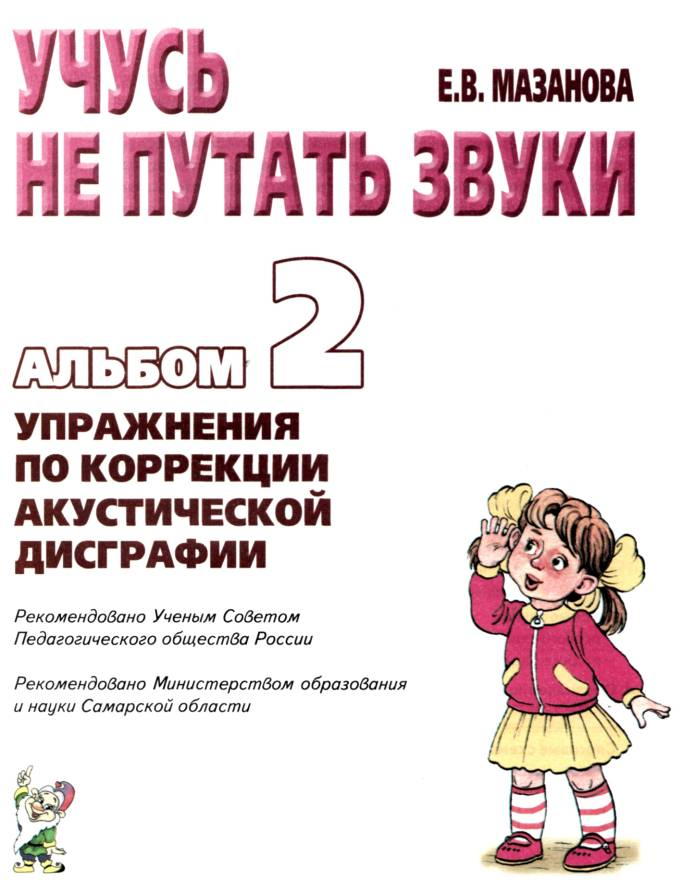 УЧУСЬ
Е.В. МАЗАНОВА
НЕ ПУТАТЬ ЗВУКИ
АЛЬБОМ 2
УПРАЖНЕНИЯ
ПО КОРРЕКЦИИ
АКУСТИЧЕСКОЙ
ДИСГРАФИИ
Рекомендовано Ученым Советом
Педагогического общества России
Рекомендовано Министерством образования
и науки Самарской области